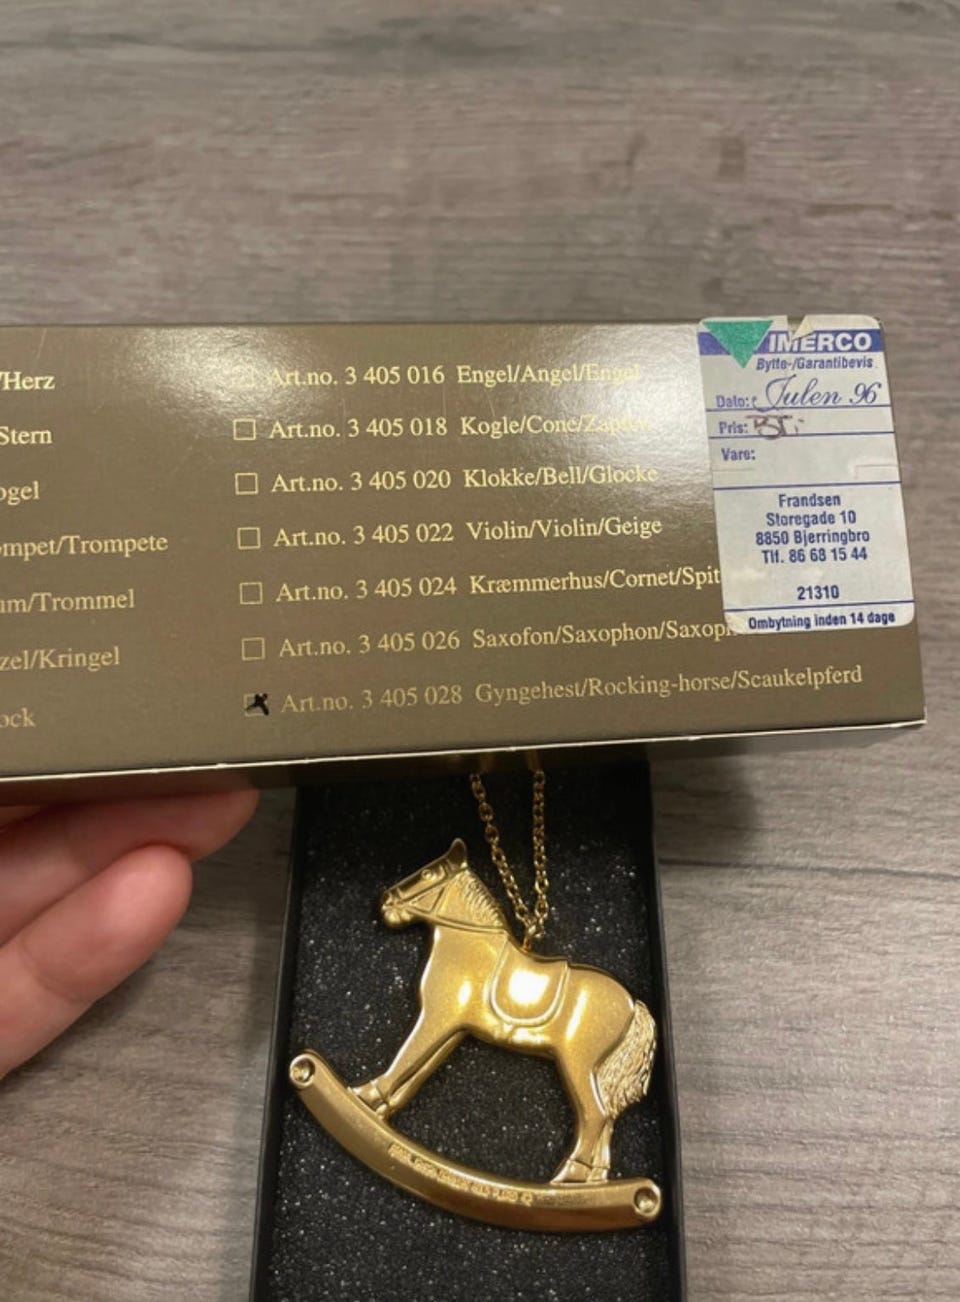 /Herz
Stern
ogel
mpet/Trompete
um/Trommel
zel/Kringel
ock
Art.no. 3 405 016 Engel/Angel/Engel
Art.no. 3 405 018 Kogle/Cone/Zapfen
Art.no. 3 405 020 Klokke/Bell/Glocke
Art.no. 3 405 022 Violin/Violin/Geige
Art.no. 3 405 024 Kræmmerhus/Cornet/Spit
Art.no. 3 405 026 Saxofon/Saxophon/Saxop
Art.no. 3 405 028 Gyngehest/Rocking-horse/Scaukelpferd
IMERCO
Bytte-/Garantibevis
Dato: Julen 96
Pris:
Vare:
Frandsen
Storegade 10
8850 Bjerringbro
Tlf. 86 68 15 44
21310
Ombytning inden 14 dage